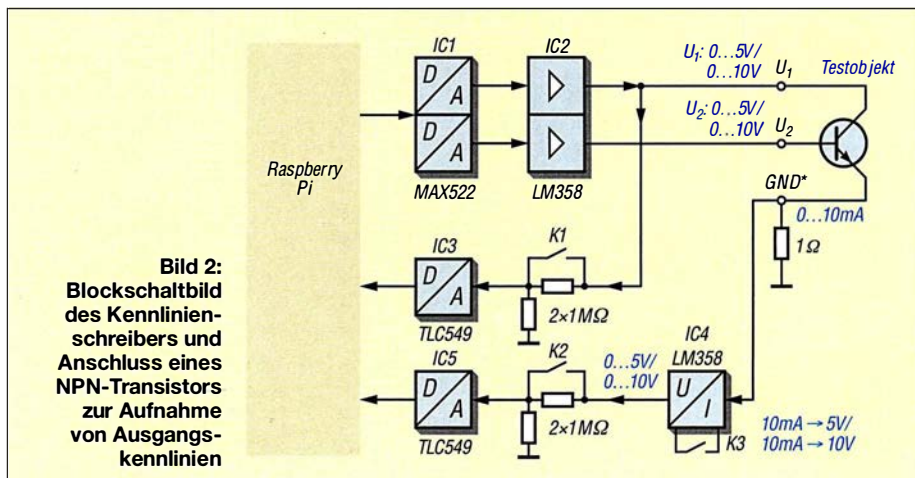 IC1
IC2
U₁: 0...5V/
0...10V
U₁
Testobjekt
D
A
D
A
U₂: 0...5V/
0...10V
U₂
Raspberry
Pi
MAX522
LM358
GND*
0...10mA
1Ω
IC3
K1
D
A
2×1MΩ
TLC549
IC4
LM358
IC5
K2
0...5V/
0...10V
D
A
U
I
2×1MΩ
K3
10mA→5V/
10mA→10V
TLC549
Bild 2:
Blockschaltbild
des Kennlinien-
schreibers und
Anschluss eines
NPN-Transistors
zur Aufnahme
von Ausgangs-
kennlinien